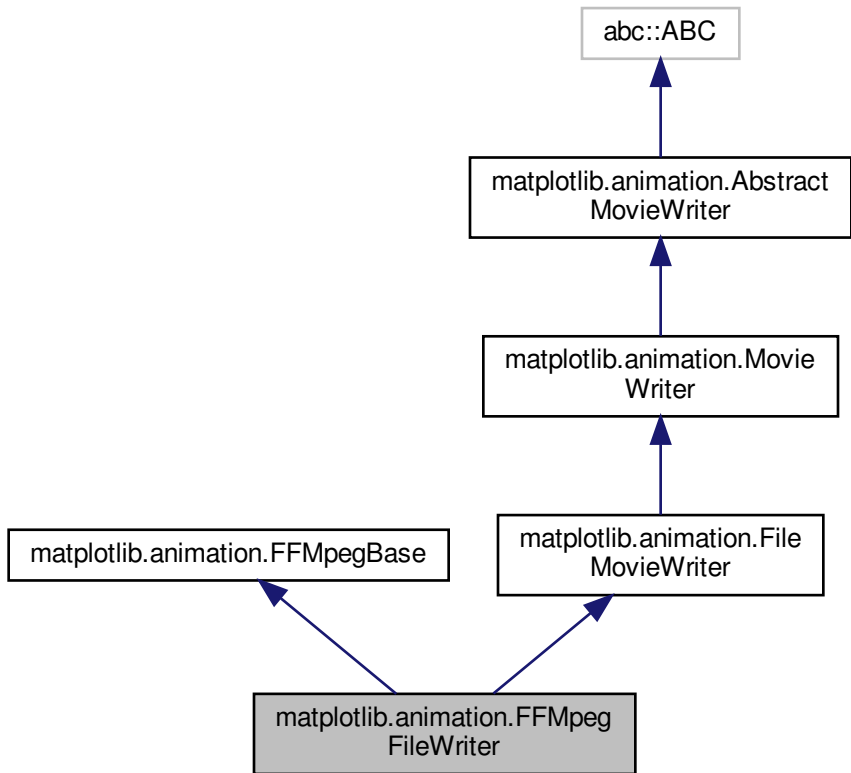 abc::ABC
matplotlib.animation.Abstract
MovieWriter
matplotlib.animation.Movie
Writer
matplotlib.animation.FFMpegBase
matplotlib.animation.File
MovieWriter
matplotlib.animation.FFMpeg
FileWriter